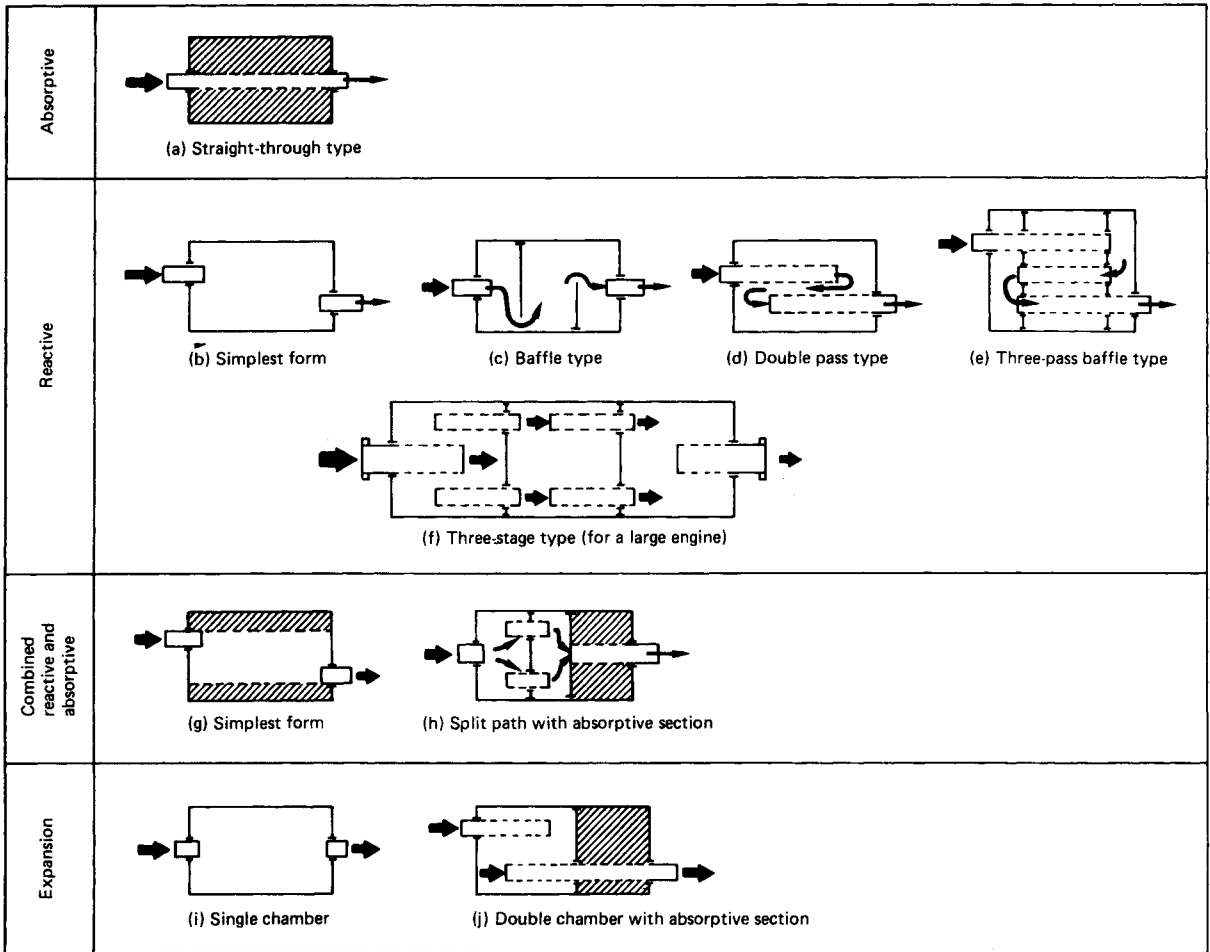 Absorptive
(a) Straight-through type
Reactive
(b) Simplest form
(c) Baffle type
(d) Double pass type
(e) Three-pass baffle type
(f) Three-stage type (for a large engine)
Combined
reactive and
absorptive
(g) Simplest form
(h) Split path with absorptive section
Expansion
(i) Single chamber
(j) Double chamber with absorptive section